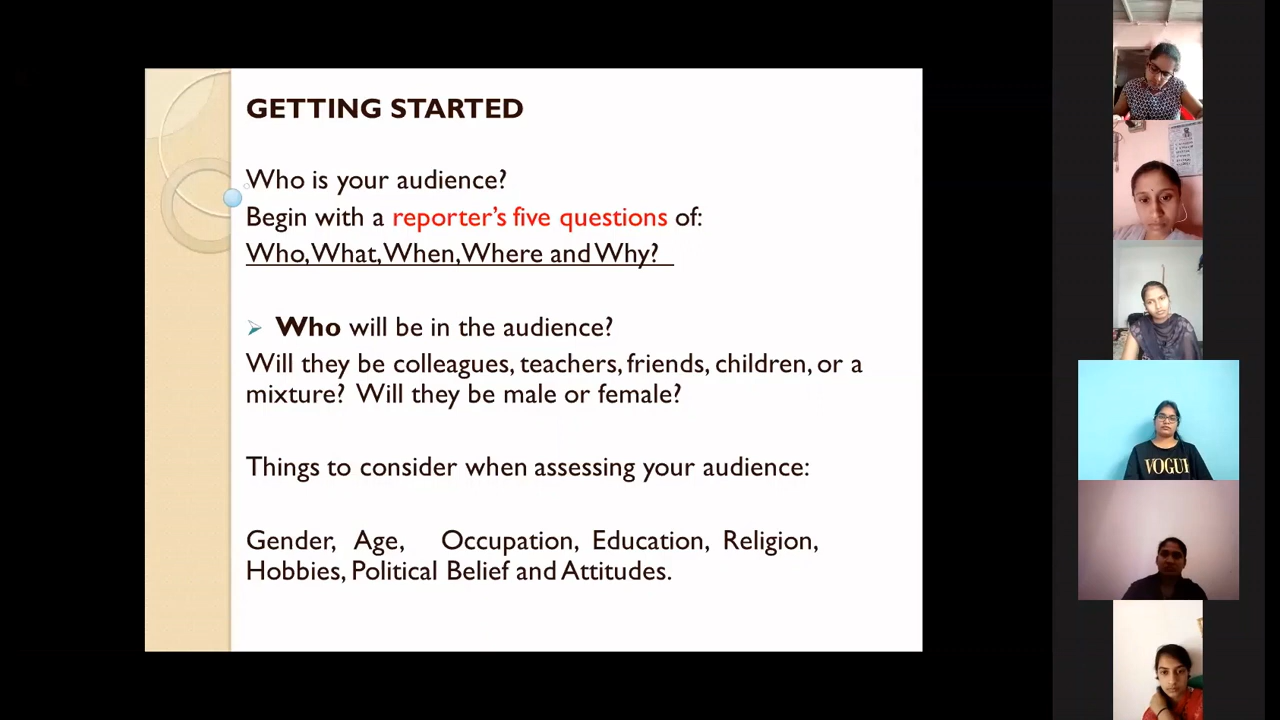 GETTING STARTED
Who is your audience?
Begin with a reporter's five questions of:
Who, What, When, Where and Why?
Who will be in the audience?
Will they be colleagues, teachers, friends, children, or a
mixture? Will they be male or female?
Things to consider when assessing your audience:
Gender, Age, Occupation, Education, Religion,
Hobbies, Political Belief and Attitudes.